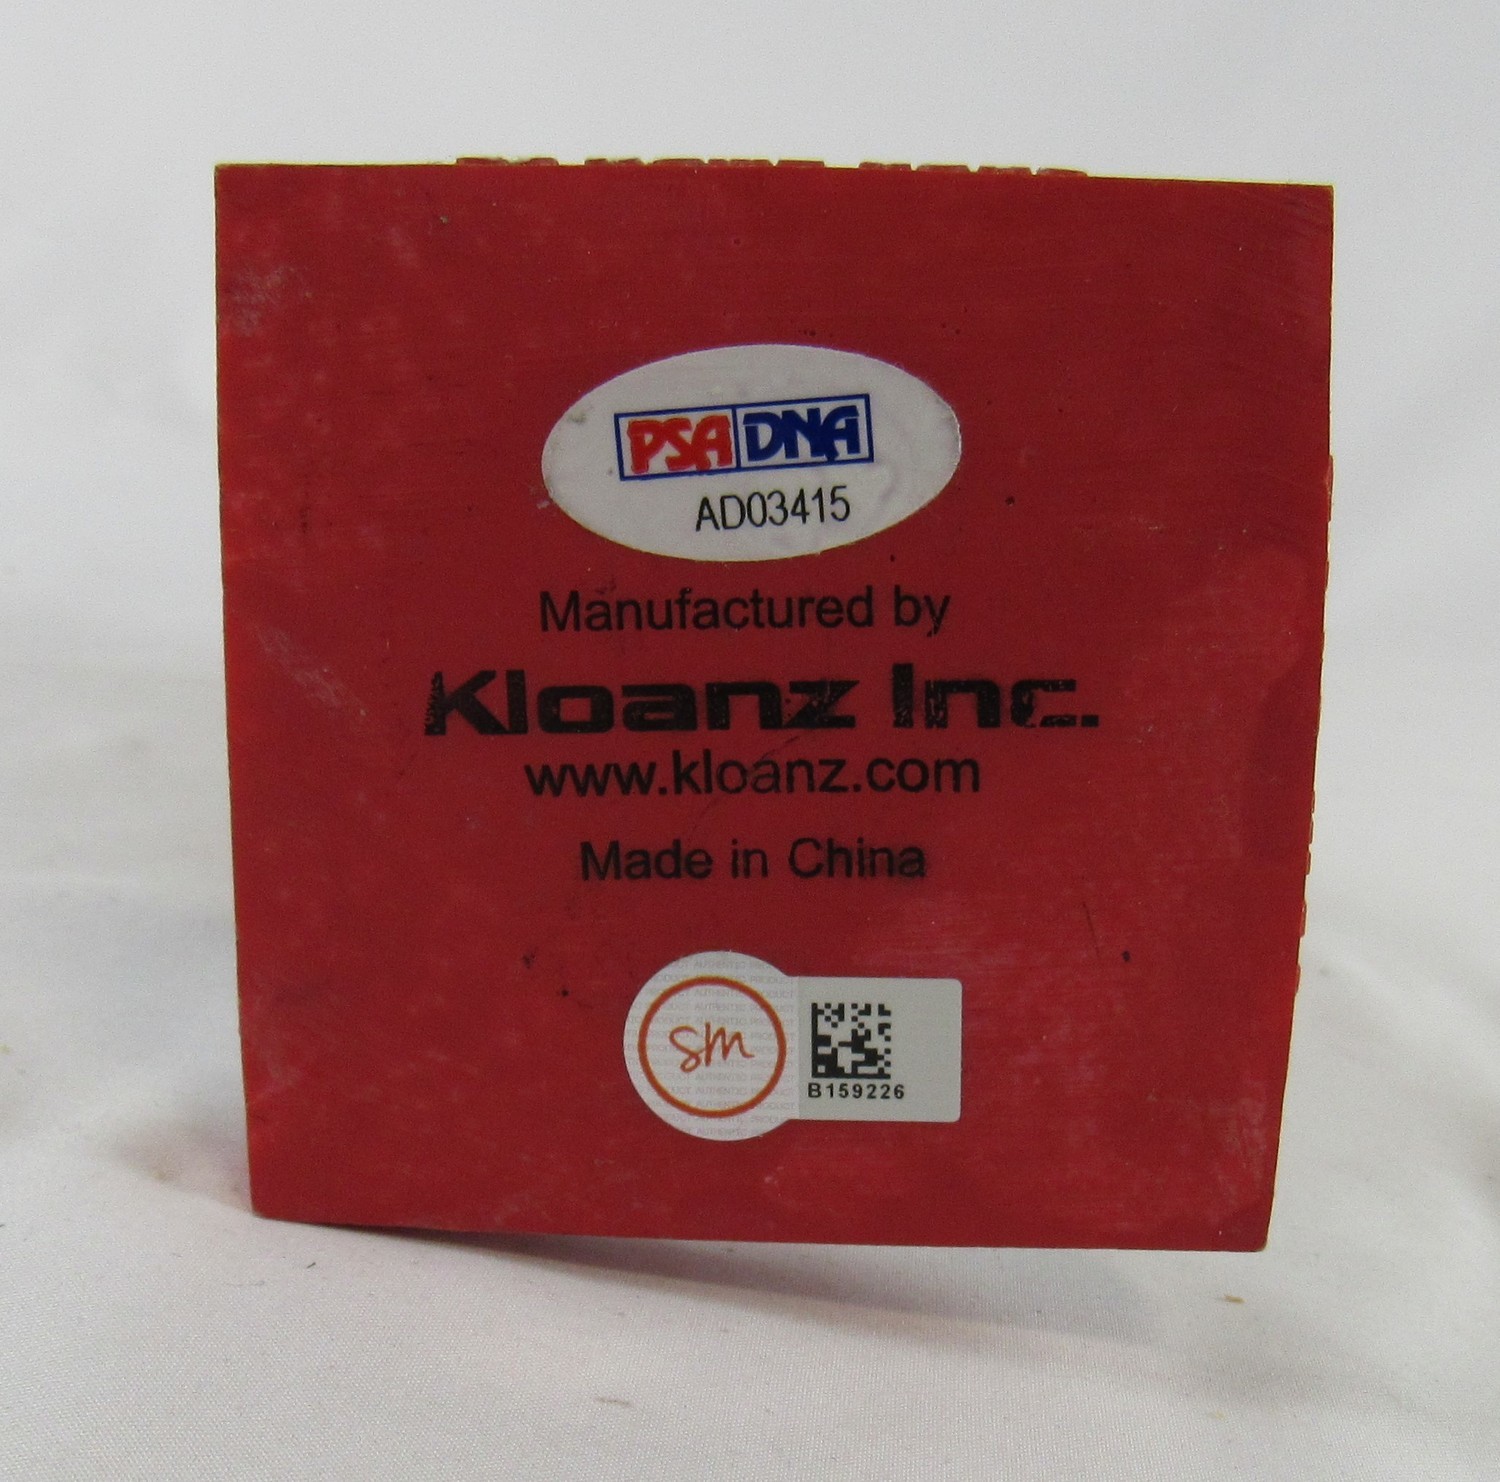 PSA DNA
AD03415
Manufactured by
Kloanz Inc.
www.kloanz.com
Made in China
SM
B159226